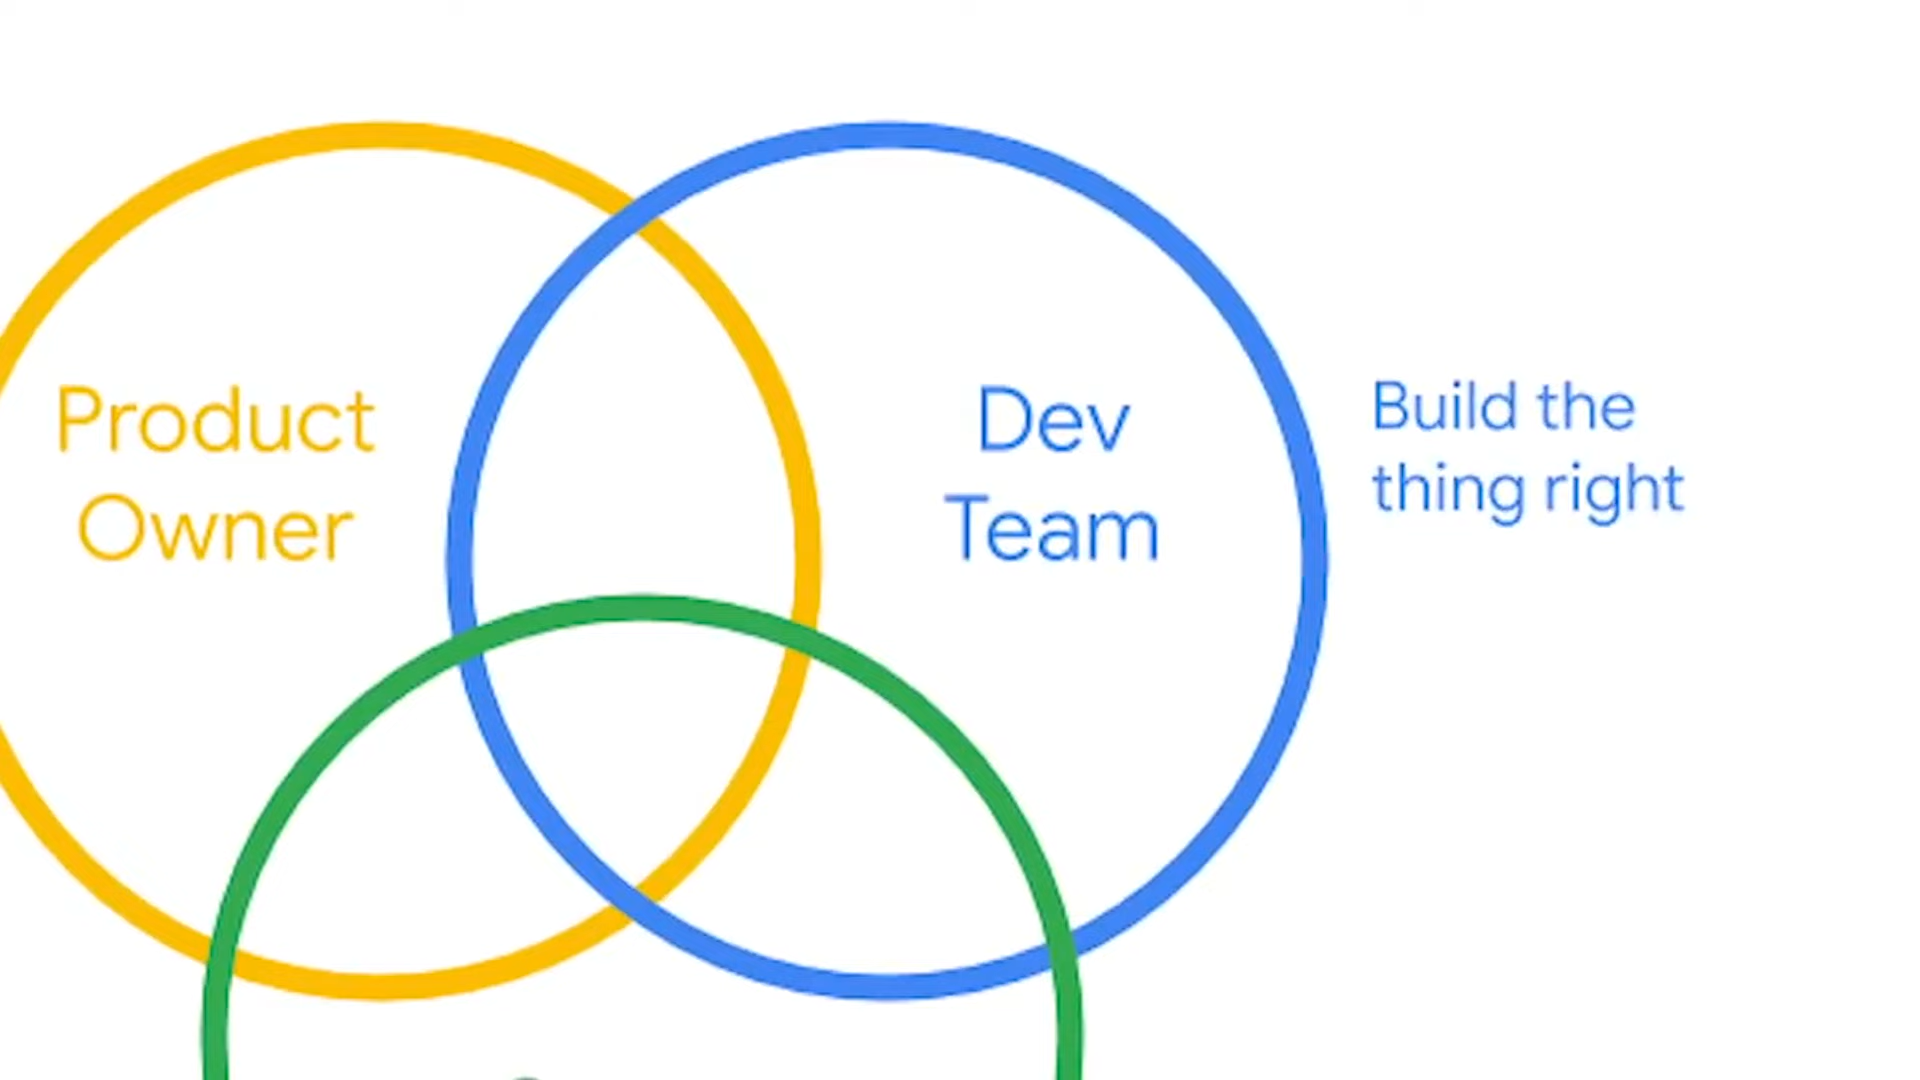 Product
Owner
Dev
Team
Build the
thing right